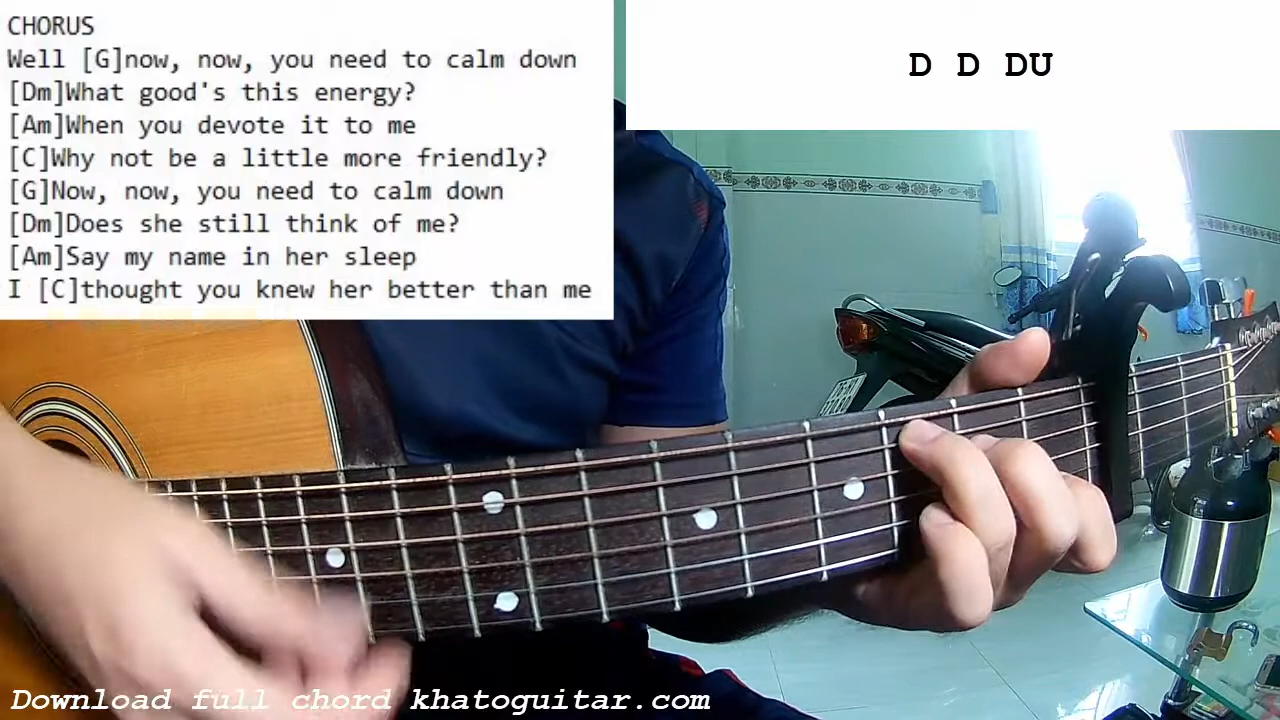 CHORUS
Well [G]now, now, you need to calm down
[Dm]What good's this energy?
[Am]When you devote it to me
[C]Why not be a little more friendly?
[G]Now, now, you need to calm down
[Dm]Does she still think of me?
[Am]Say my name in her sleep
I [C]thought you knew her better than me
D D DU
Download full chord khatoguitar.com